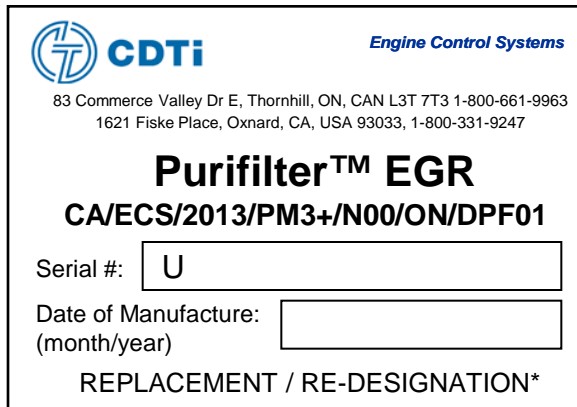 CDTi
Engine Control Systems
83 Commerce Valley Dr E, Thornhill, ON, CAN L3T 7T3 1-800-661-9963
1621 Fiske Place, Oxnard, CA, USA 93033, 1-800-331-9247
Purifilter™ EGR
CA/ECS/2013/PM3+/N00/ON/DPF01
Serial #: U
Date of Manufacture:
(month/year)
REPLACEMENT / RE-DESIGNATION*